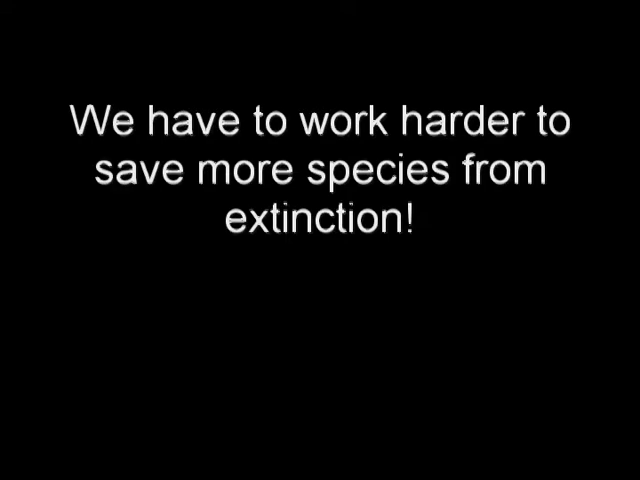 We have to work harder to
save more species from
extinction!